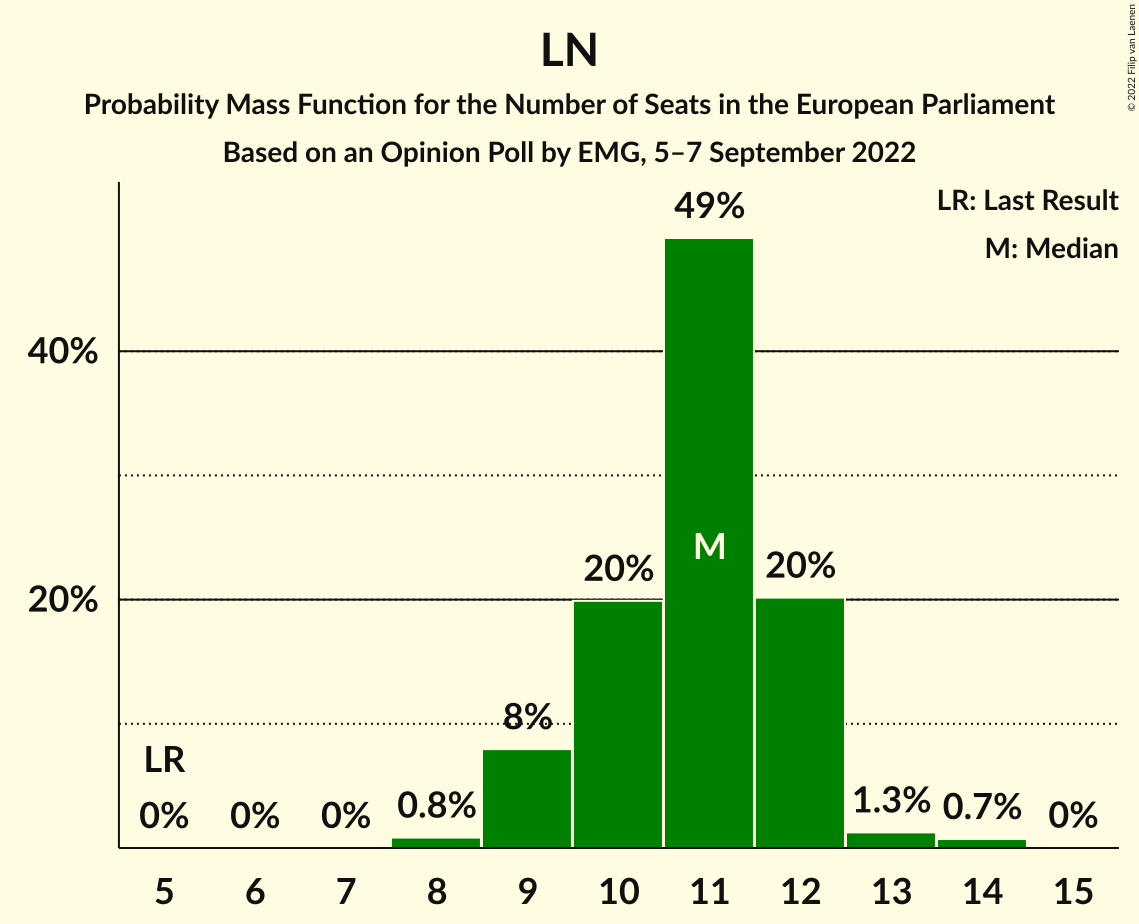 LN
Probability Mass Function for the Number of Seats in the European Parliament
Based on an Opinion Poll by EMG, 5–7 September 2022
© 2022 Filip van Laenen
LR: Last Result
M: Median
49%
40%
M
20%
20%
20%
8%
LR
0%
0%
0%
0.8%
1.3%
0.7%
0%
5 6 7 8 9 10 11 12 13 14 15